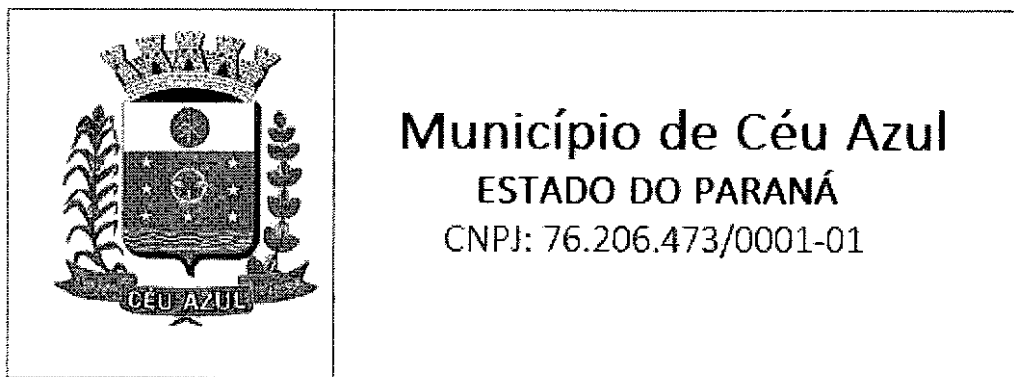 Município de Céu Azul
ESTADO DO PARANÁ
CNPJ: 76.206.473/0001-01
CÉU AZUL